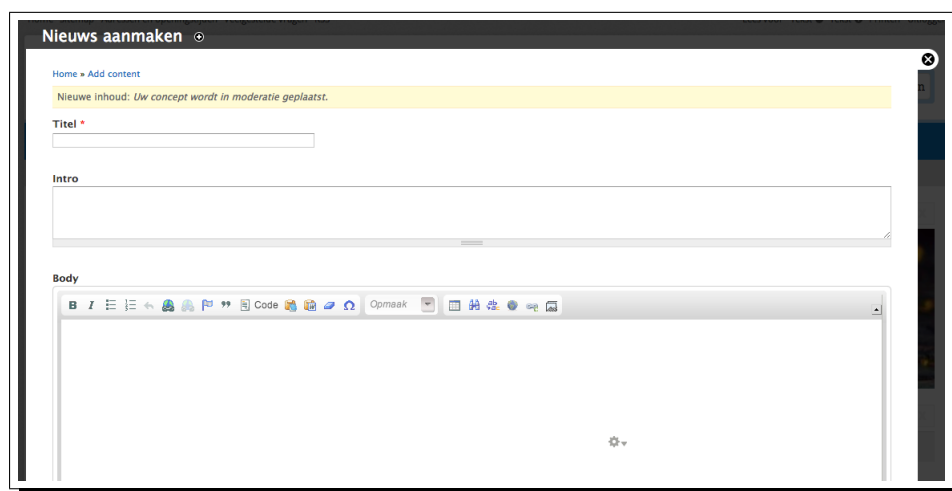 Nieuws aanmaken
Home » Add content
Nieuwe inhoud: Uw concept wordt in moderatie geplaatst.
Titel *
Intro
Body
B I Code Ω Opmaak